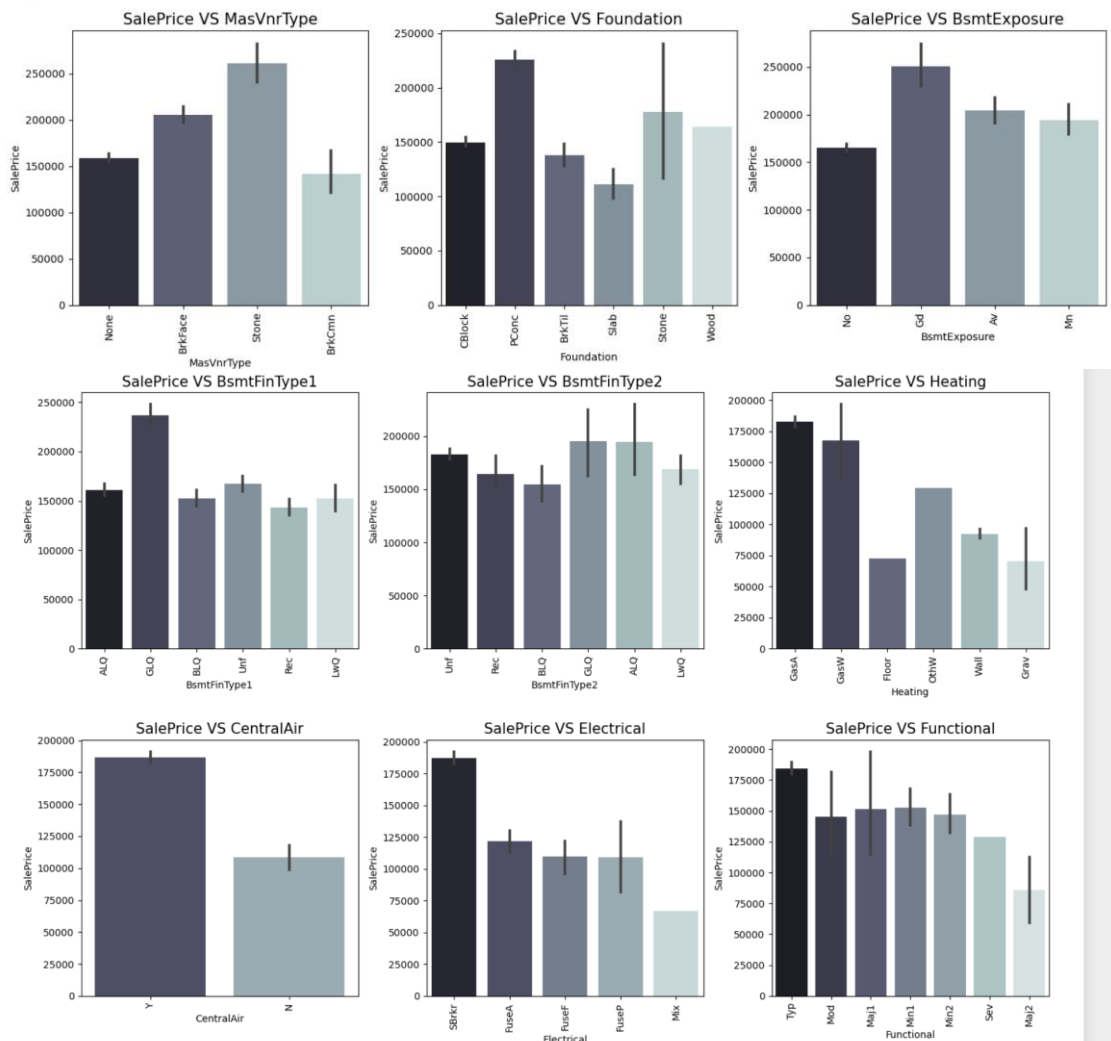 SalePrice VS MasVnrType
250000
200000
150000
100000
50000
0
SalePrice
None
BrkFace
Stone
BrkCmn
MasVnrType
SalePrice VS Foundation
250000
200000
150000
100000
50000
0
SalePrice
CBlock
PConc
BrkTil
Slab
Stone
Wood
Foundation
SalePrice VS BsmtExposure
250000
200000
150000
100000
50000
0
SalePrice
No
Gd
Av
Mn
BsmtExposure
SalePrice VS BsmtFinType1
250000
200000
150000
100000
50000
0
SalePrice
ALQ
GLQ
BLQ
Unf
Rec
LwQ
BsmtFinType1
SalePrice VS BsmtFinType2
200000
150000
100000
50000
0
SalePrice
Unf
Rec
BLQ
GLQ
ALQ
LwQ
BsmtFinType2
SalePrice VS Heating
200000
175000
150000
125000
100000
75000
50000
25000
0
SalePrice
GasA
GasW
Floor
OthW
Wall
Grav
Heating
SalePrice VS CentralAir
200000
175000
150000
125000
100000
75000
50000
25000
0
SalePrice
Y
N
CentralAir
SalePrice VS Electrical
200000
175000
150000
125000
100000
75000
50000
25000
0
SalePrice
SBrkr
FuseA
FuseF
FuseP
Mix
Electrical
SalePrice VS Functional
200000
175000
150000
125000
100000
75000
50000
25000
0
SalePrice
Typ
Mod
Maj1
Min1
Min2
Sev
Maj2
Functional